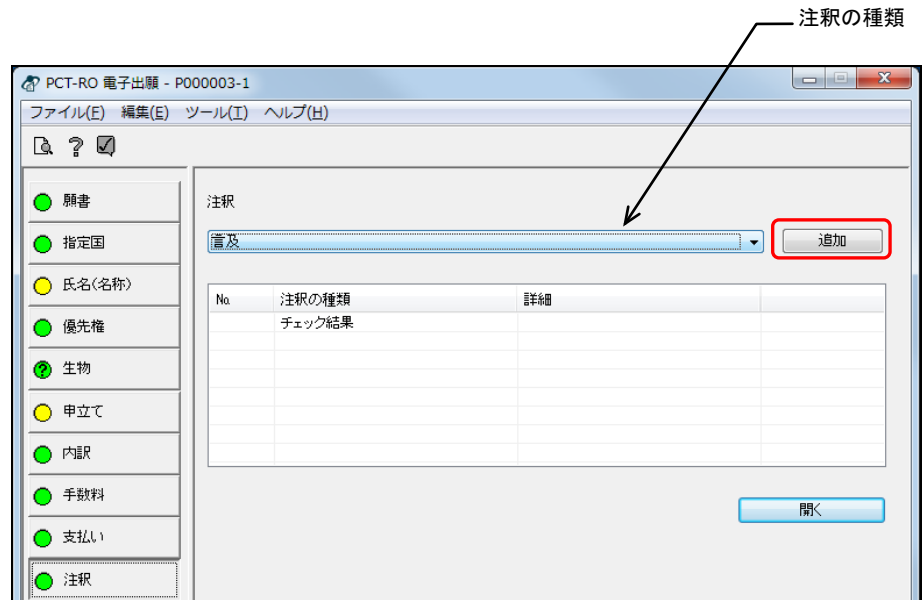 注釈の種類
PCT-RO 電子出願 - P000003-1
ファイル(F) 編集(E) ツール(T) ヘルプ(H)
願書
指定国
氏名(名称)
優先権
生物
申立て
内訳
手数料
支払い
注釈
注釈
言及
追加
No. 注釈の種類 詳細
チェック結果
開く